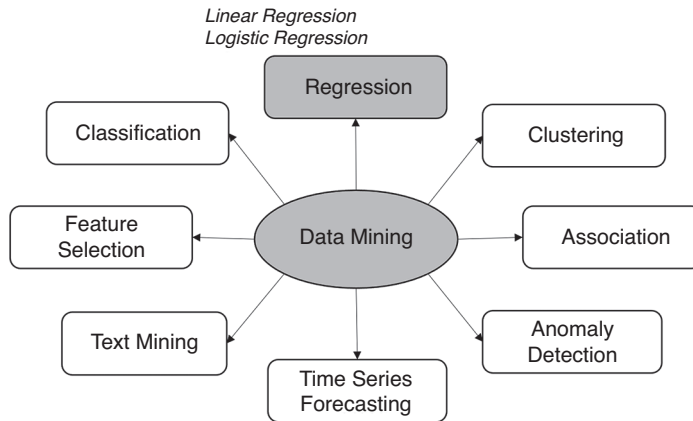 Linear Regression
Logistic Regression
Regression
Classification
Clustering
Feature
Selection
Data Mining
Association
Text Mining
Anomaly
Detection
Time Series
Forecasting